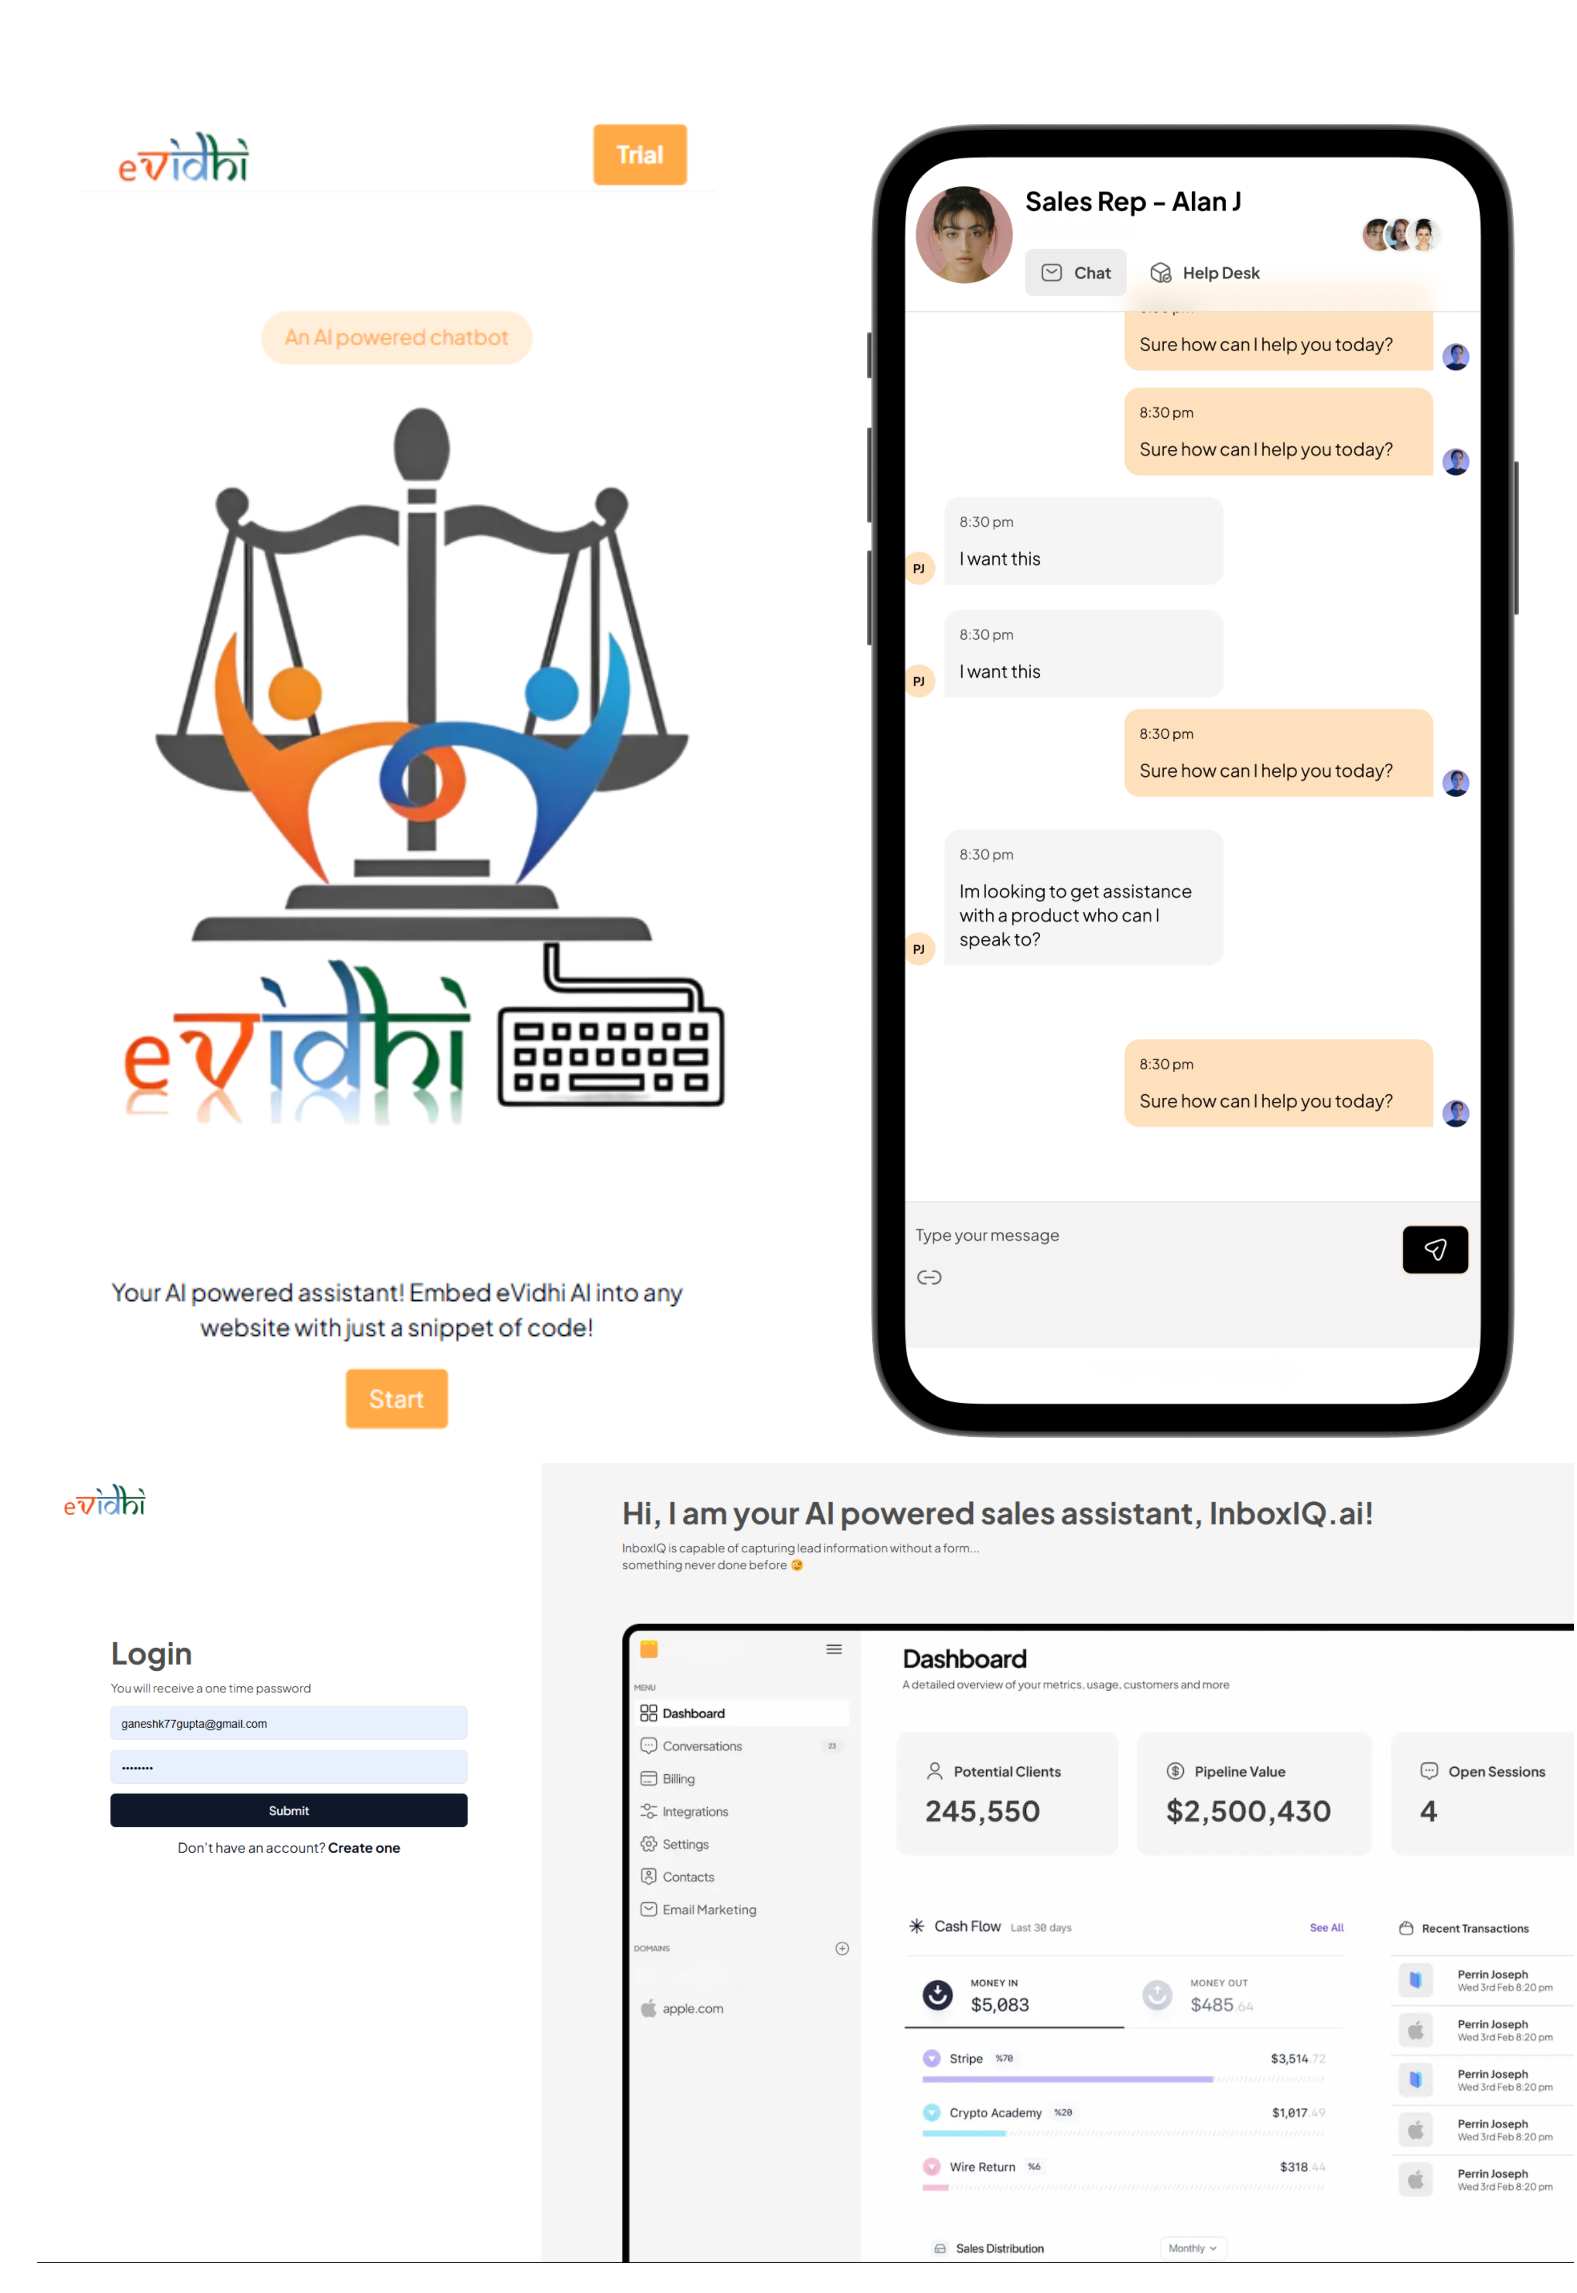 evidhi
Trial
An AI powered chatbot
evidhi
Your AI powered assistant! Embed eVidhi AI into any
website with just a snippet of code!
Start
Sales Rep - Alan J
Chat
Help Desk
Sure how can I help you today?
8:30 pm
Sure how can I help you today?
8:30 pm
I want this
PJ
8:30 pm
I want this
PJ
8:30 pm
Sure how can I help you today?
8:30 pm
Im looking to get assistance
with a product who can I
speak to?
PJ
8:30 pm
Sure how can I help you today?
Type your message
evidhi
Login
You will receive a one time password
ganeshk77gupta@gmail.com
••••••••
Submit
Don't have an account? Create one
Hi, I am your AI powered sales assistant, InboxIQ.ai!
InboxIQ is capable of capturing lead information without a form...
something never done before 😉
MENU
Dashboard
Conversations 23
Billing
Integrations
Settings
Contacts
Email Marketing
DOMAINS
apple.com
Dashboard
A detailed overview of your metrics, usage, customers and more
Potential Clients
245,550
Pipeline Value
$2,500,430
Open Sessions
4
Cash Flow Last 30 days See All
MONEY IN
$5,083
MONEY OUT
$485.64
Stripe %70 $3,514.72
Crypto Academy %20 $1,017.49
Wire Return %6 $318.44
Sales Distribution Monthly
Recent Transactions
Perrin Joseph
Wed 3rd Feb 8:20 pm
Perrin Joseph
Wed 3rd Feb 8:20 pm
Perrin Joseph
Wed 3rd Feb 8:20 pm
Perrin Joseph
Wed 3rd Feb 8:20 pm
Perrin Joseph
Wed 3rd Feb 8:20 pm